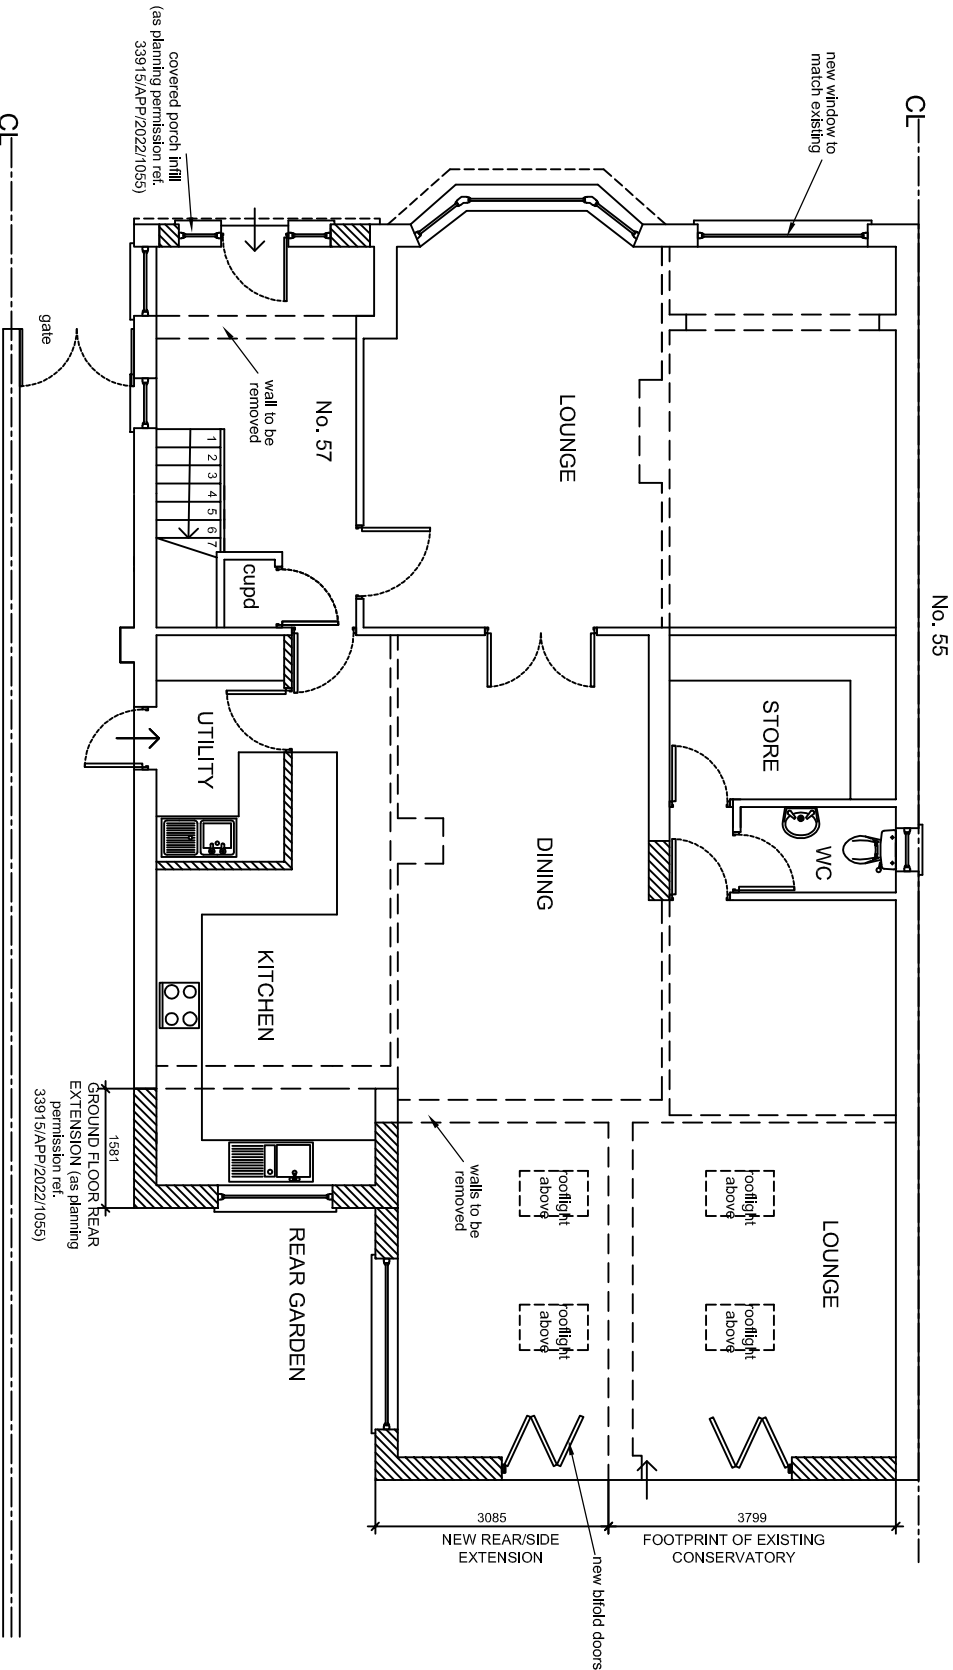 CL
No. 55
new window to
match existing
covered porch infill
(as planning permission ref.
33915/APP/2022/1055)
CL
gate
wall to be
removed
No. 57
LOUNGE
1
2
3
4
5
6
7
cupd
STORE
WC
UTILITY
DINING
KITCHEN
1581
GROUND FLOOR REAR
EXTENSION (as planning
permission ref.
33915/APP/2022/1055)
walls to be
removed
rooflight
above
rooflight
above
rooflight
above
rooflight
above
LOUNGE
REAR GARDEN
3085
NEW REAR/SIDE
EXTENSION
3799
FOOTPRINT OF EXISTING
CONSERVATORY
new bifold doors